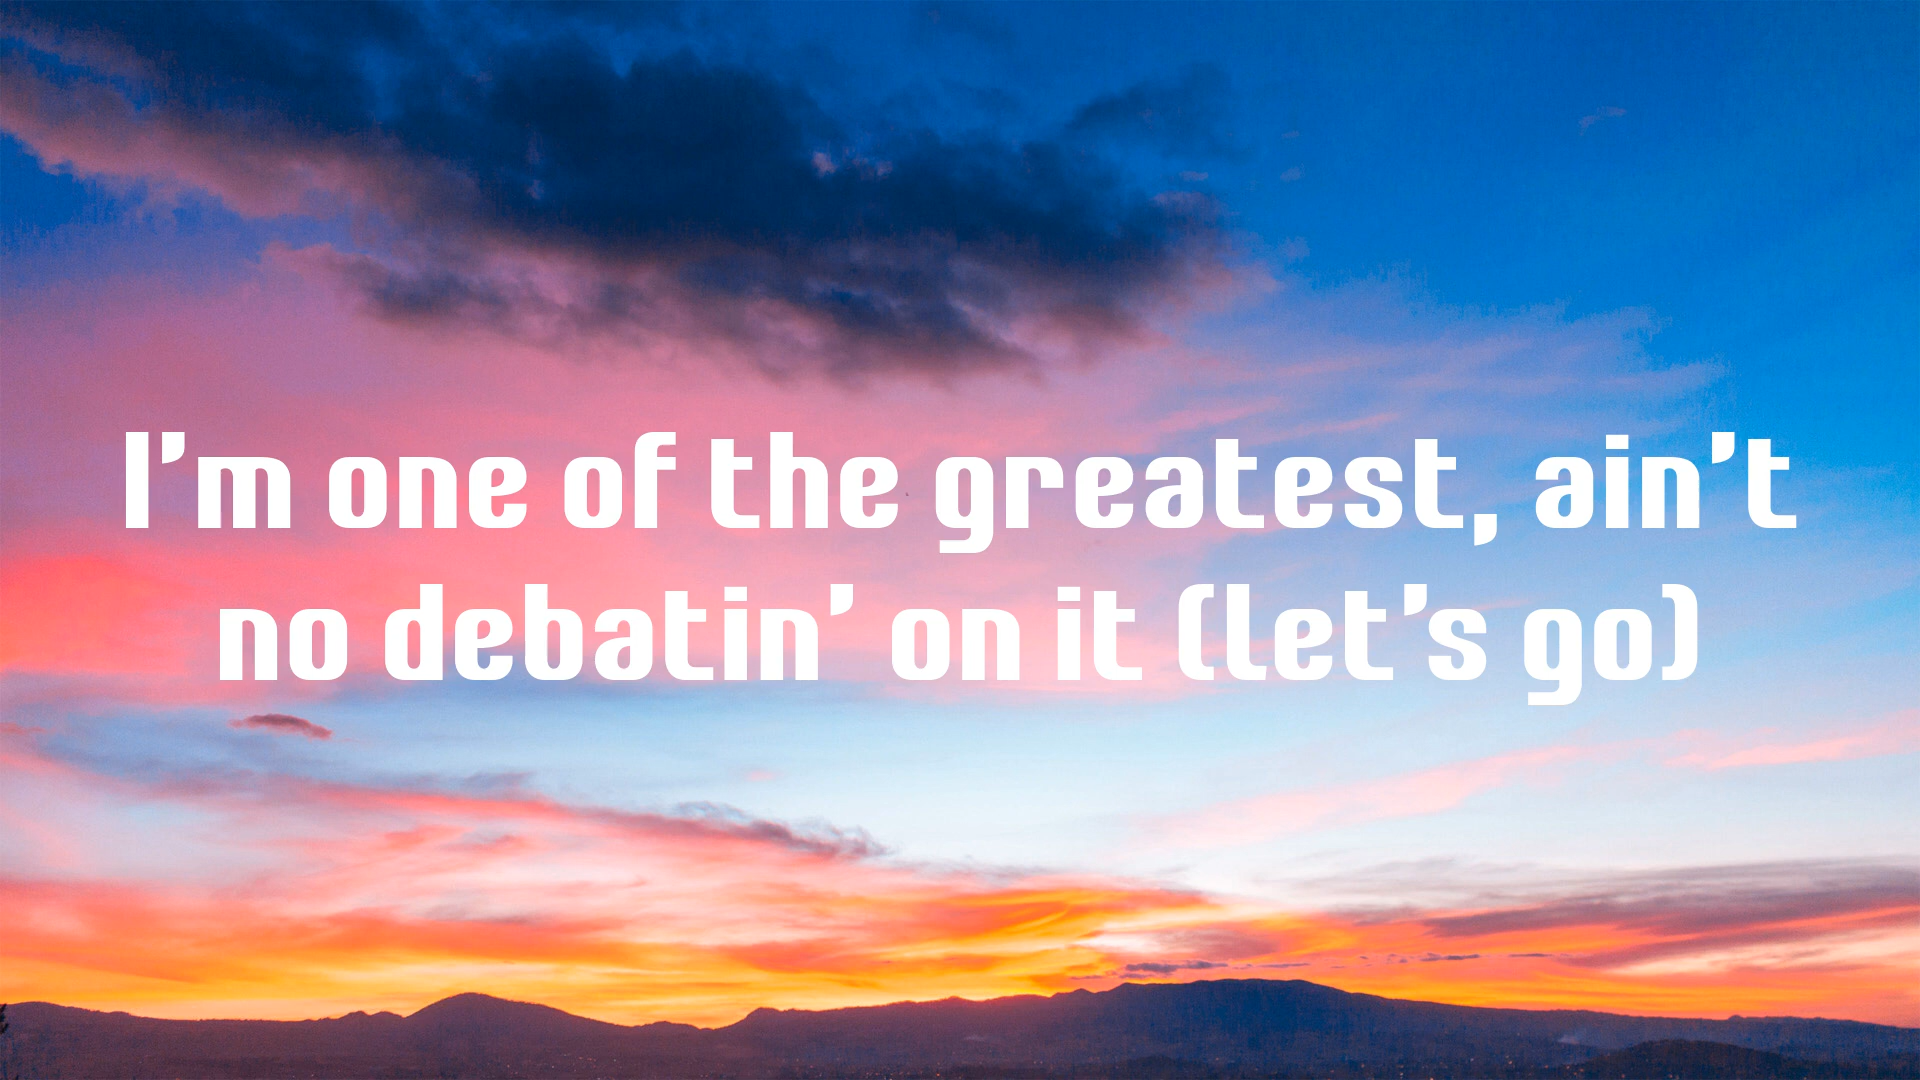 I'm one of the greatest, ain't
no debatin' on it (let's go)